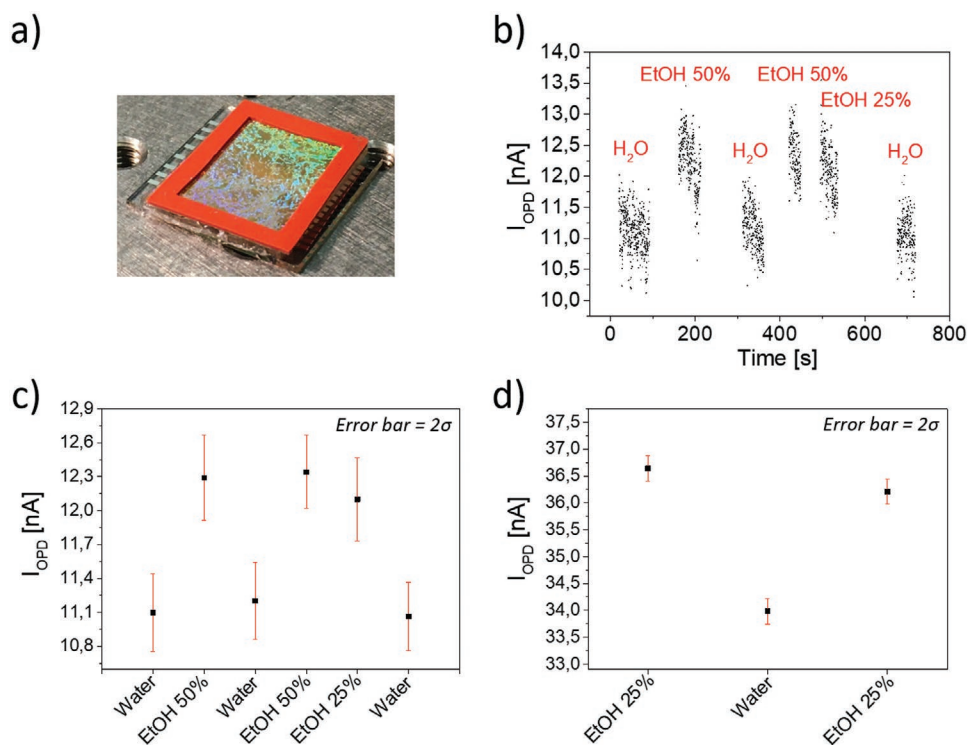 a)
b)
14,0
13,5
13,0
12,5
12,0
11,5
11,0
10,5
10,0
I_OPD [nA]
EtOH 50%
EtOH 50%
EtOH 25%
H₂O
H₂O
H₂O
0
200
400
600
800
Time [s]
c)
12,9
12,6
12,3
12,0
11,7
11,4
11,1
10,8
I_OPD [nA]
Error bar = 2σ
Water
EtOH 50%
Water
EtOH 50%
EtOH 25%
Water
d)
37,5
37,0
36,5
36,0
35,5
35,0
34,5
34,0
33,5
33,0
I_OPD [nA]
Error bar = 2σ
EtOH 25%
Water
EtOH 25%